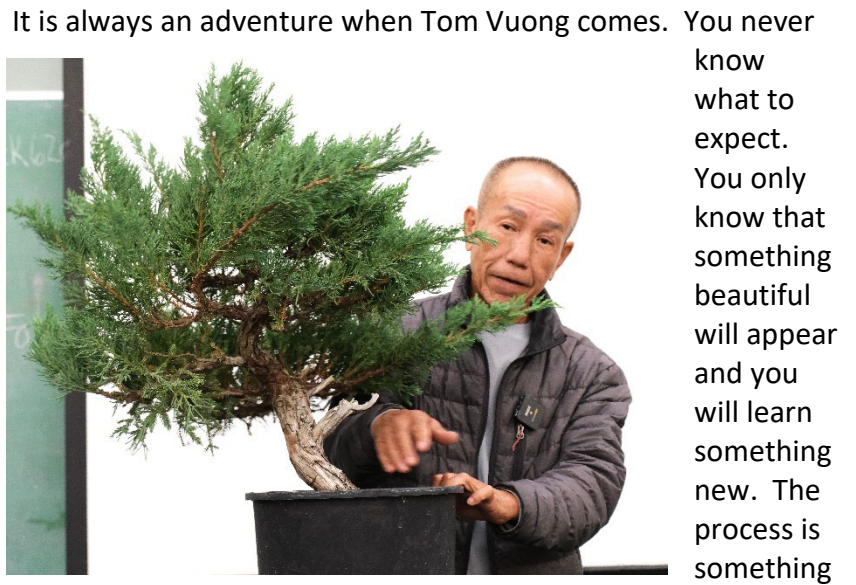 It is always an adventure when Tom Vuong comes.  You never
know
what to
expect.
You only
know that
something
beautiful
will appear
and you
will learn
something
new.  The
process is
something